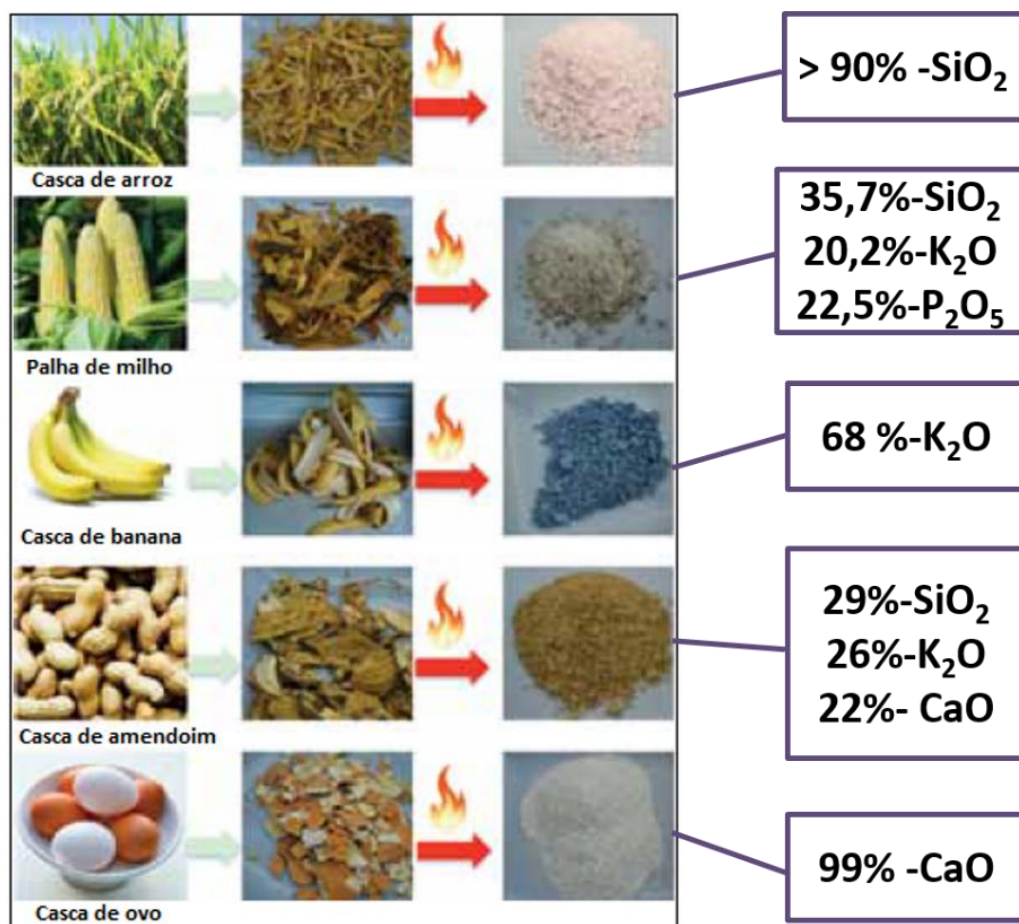 > 90% -SiO₂
Casca de arroz
35,7%-SiO₂
20,2%-K₂O
22,5%-P₂O₅
Palha de milho
68 %-K₂O
Casca de banana
29%-SiO₂
26%-K₂O
22%- CaO
Casca de amendoim
99% -CaO
Casca de ovo